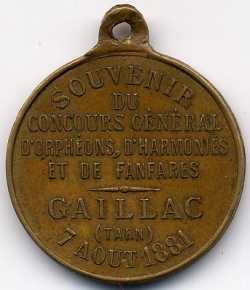 SOUVENIR
DU
CONCOURS GÉNÉRAL
D'ORPHÉONS, D'HARMONIES
ET DE FANFARES
GAILLAC
(TARN)
7 AOUT 1881